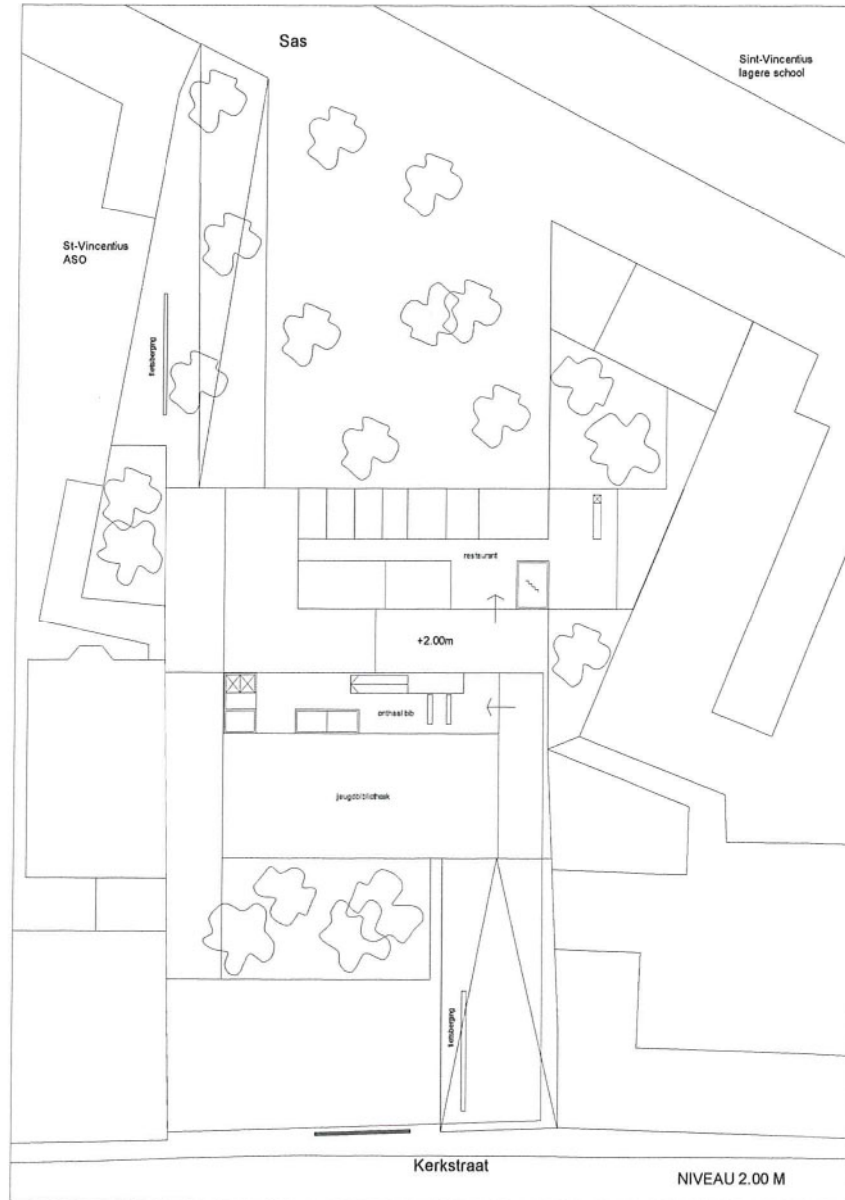 Sas
Sint-Vincentius
lagere school
St-Vincentius
ASO
fietsberging
restaurant
+2.00m
onthaal bib
jeugdbibliotheek
fietsberging
Kerkstraat
NIVEAU 2.00 M